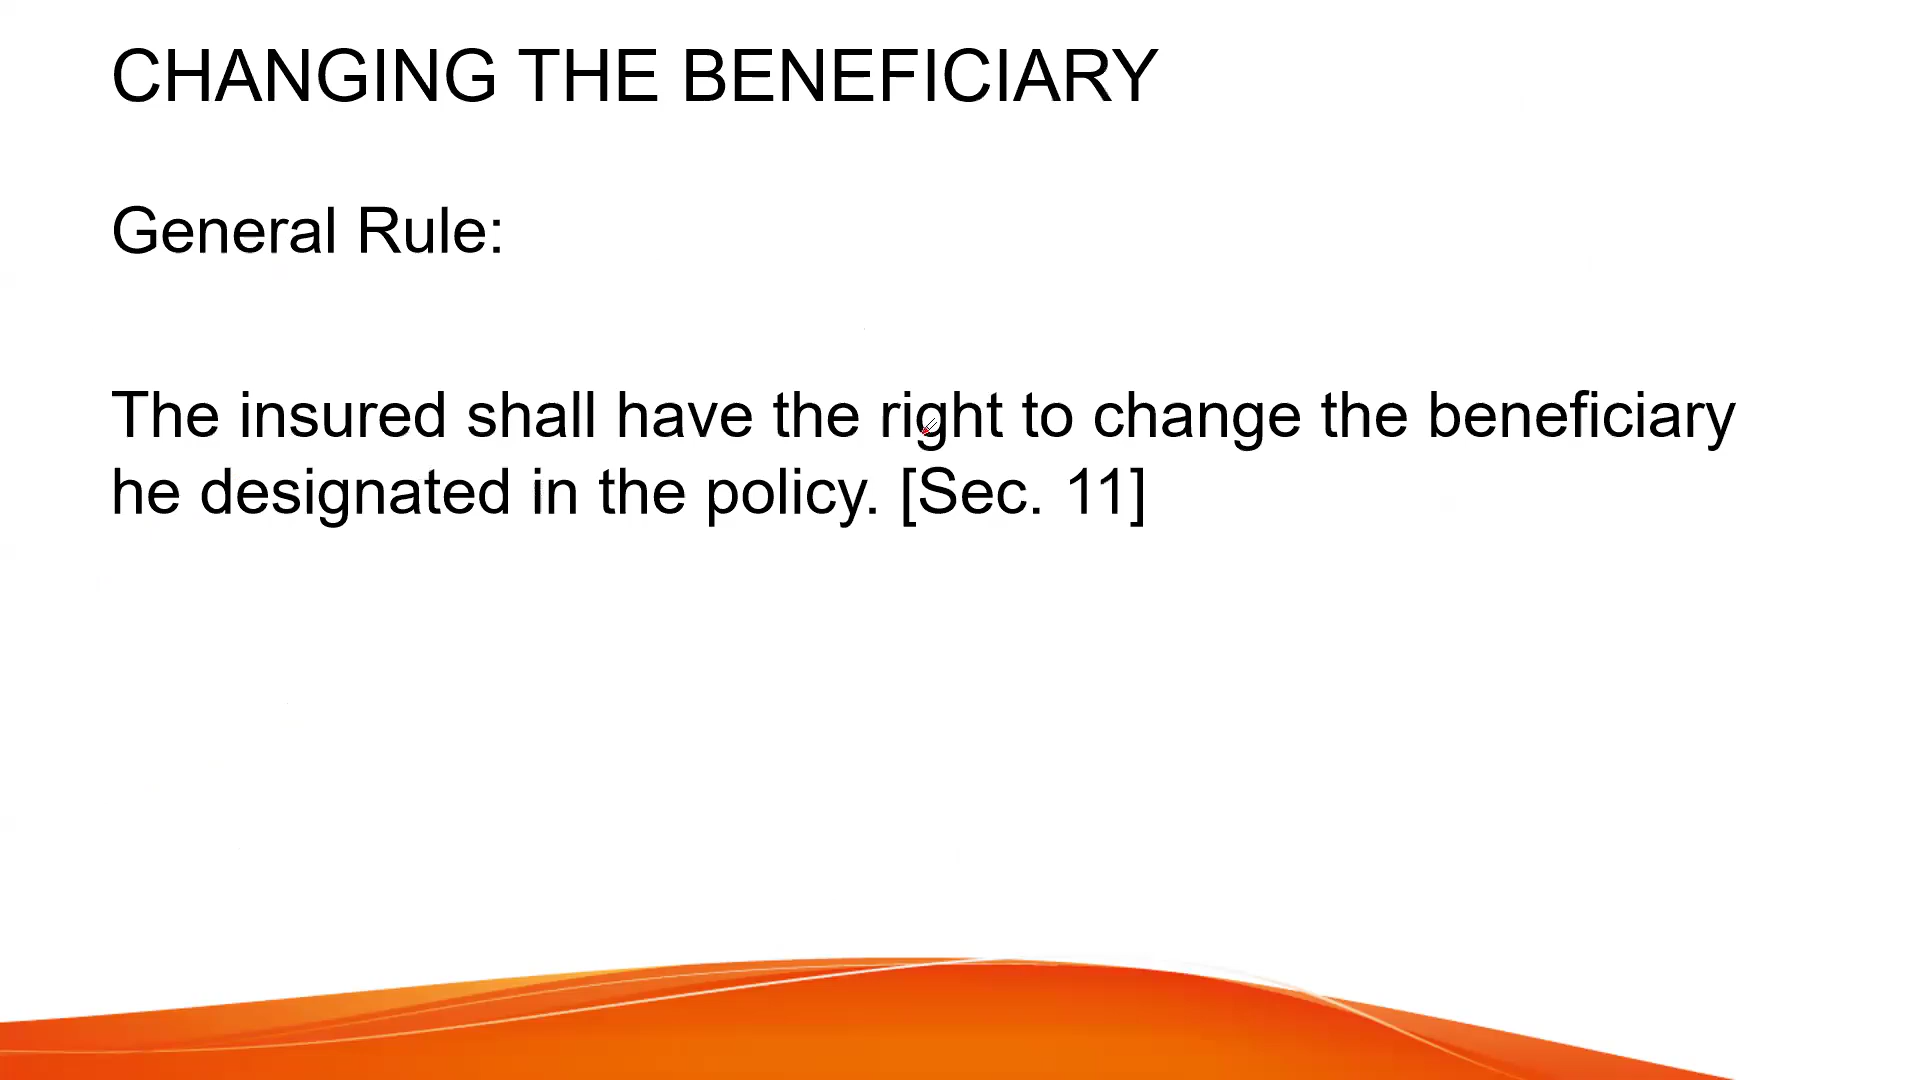 CHANGING THE BENEFICIARY
General Rule:
The insured shall have the right to change the beneficiary
he designated in the policy. [Sec. 11]